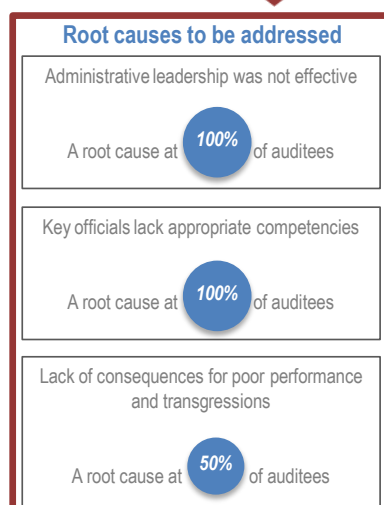 Root causes to be addressed
Administrative leadership was not effective
A root cause at 100% of auditees
Key officials lack appropriate competencies
A root cause at 100% of auditees
Lack of consequences for poor performance
and transgressions
A root cause at 50% of auditees